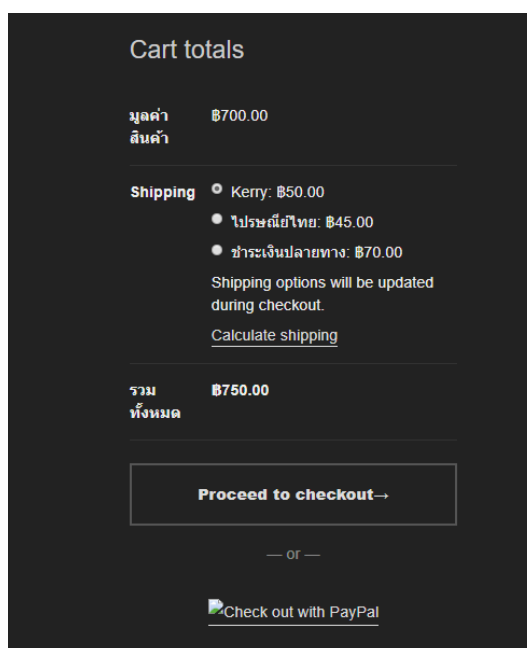 Cart totals
มูลค่า
สินค้า
฿700.00
Shipping
Kerry: ฿50.00
ไปรษณีย์ไทย: ฿45.00
ชำระเงินปลายทาง: ฿70.00
Shipping options will be updated
during checkout.
Calculate shipping
รวม
ทั้งหมด
฿750.00
Proceed to checkout→
— or —
Check out with PayPal